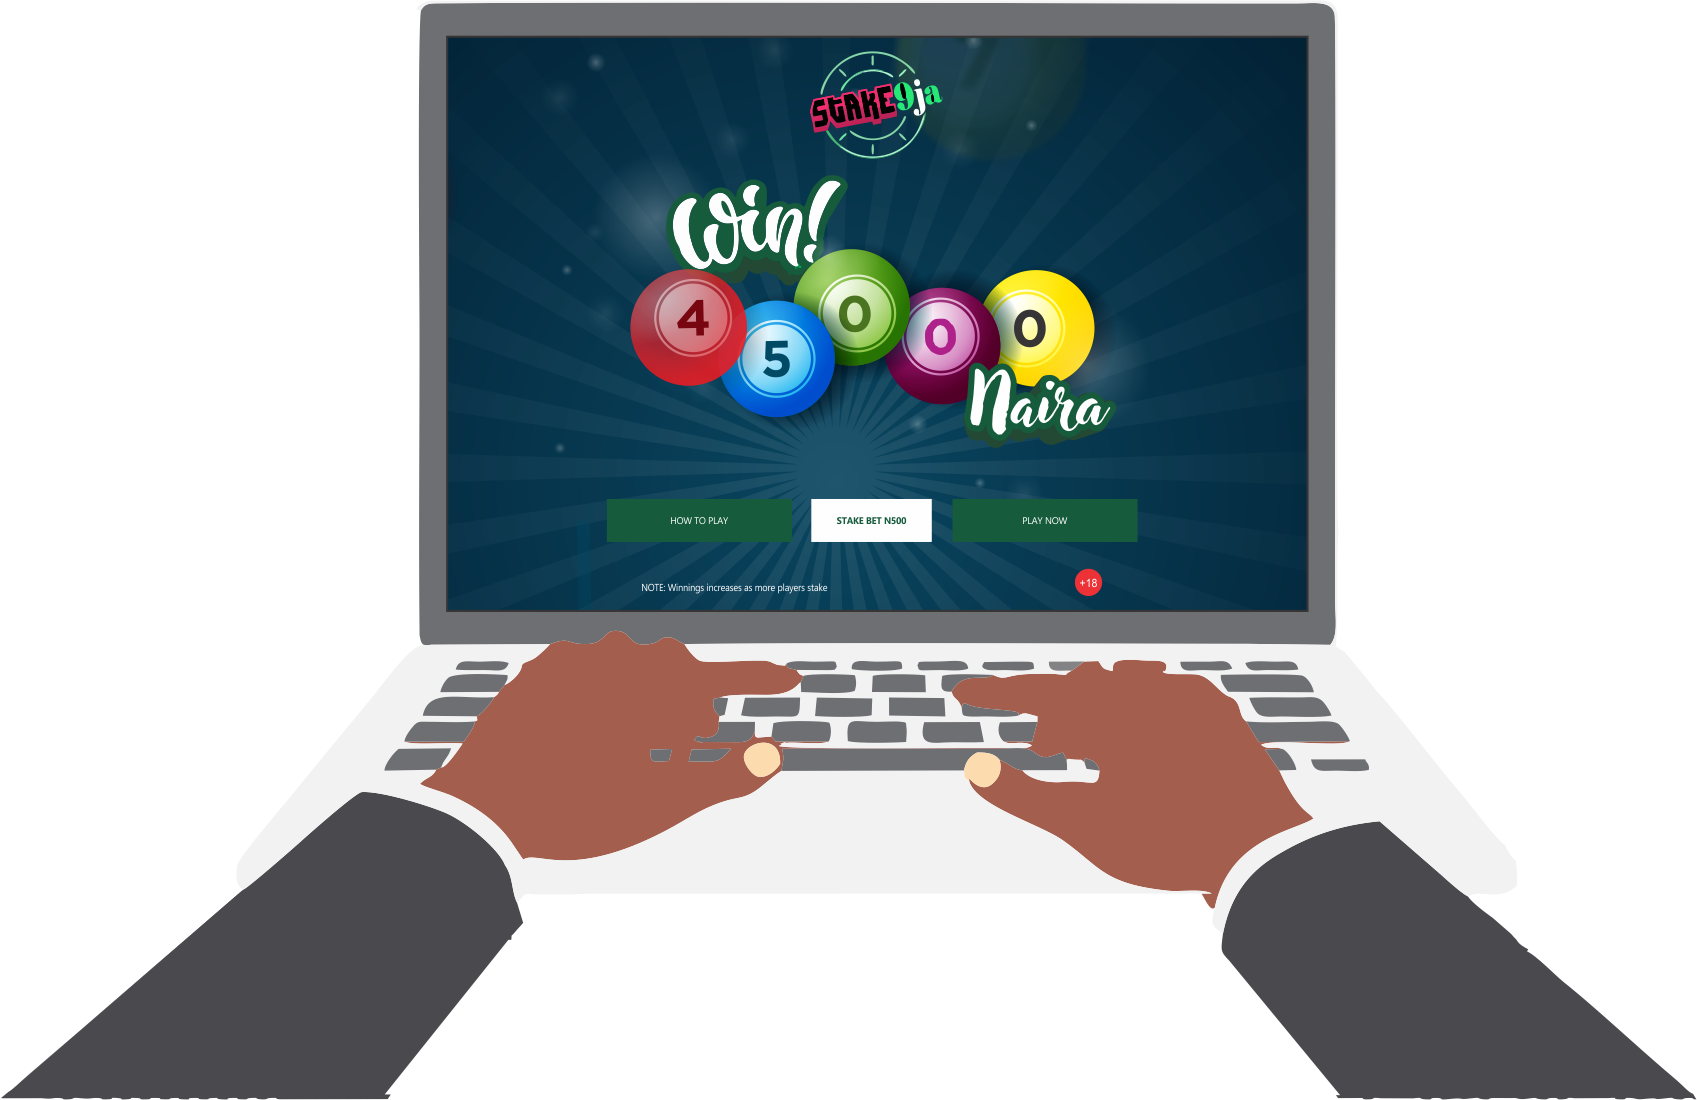 STAKE9ja
Win!
4 5 0 0 0
Naira
HOW TO PLAY
STAKE BET N500
PLAY NOW
NOTE: Winnings increases as more players stake
+18